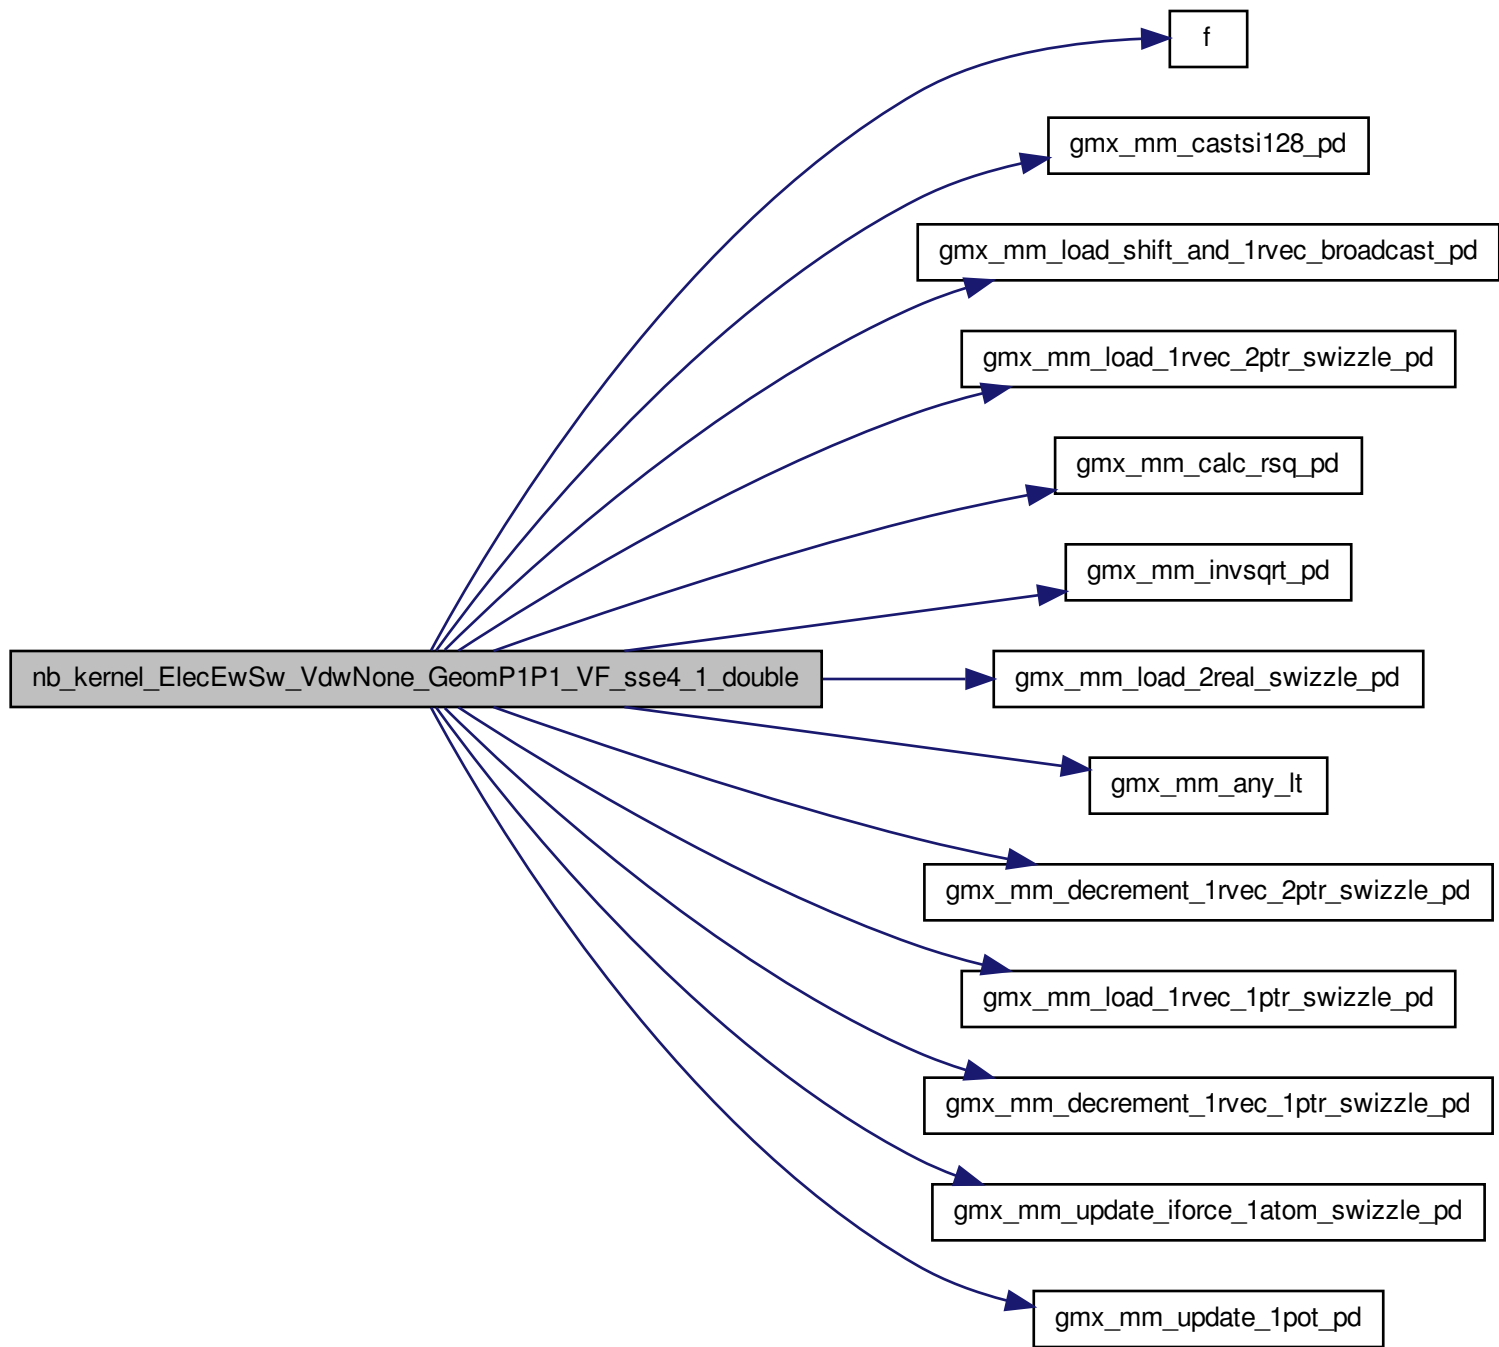 f
gmx_mm_castsi128_pd
gmx_mm_load_shift_and_1rvec_broadcast_pd
gmx_mm_load_1rvec_2ptr_swizzle_pd
gmx_mm_calc_rsq_pd
gmx_mm_invsqrt_pd
nb_kernel_ElecEwSw_VdwNone_GeomP1P1_VF_sse4_1_double
gmx_mm_load_2real_swizzle_pd
gmx_mm_any_lt
gmx_mm_decrement_1rvec_2ptr_swizzle_pd
gmx_mm_load_1rvec_1ptr_swizzle_pd
gmx_mm_decrement_1rvec_1ptr_swizzle_pd
gmx_mm_update_iforce_1atom_swizzle_pd
gmx_mm_update_1pot_pd